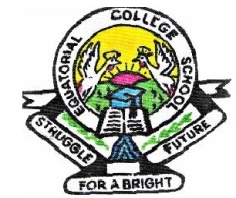 EQUATORIAL COLLEGE SCHOOL
STRUGGLE
FOR A BRIGHT
FUTURE